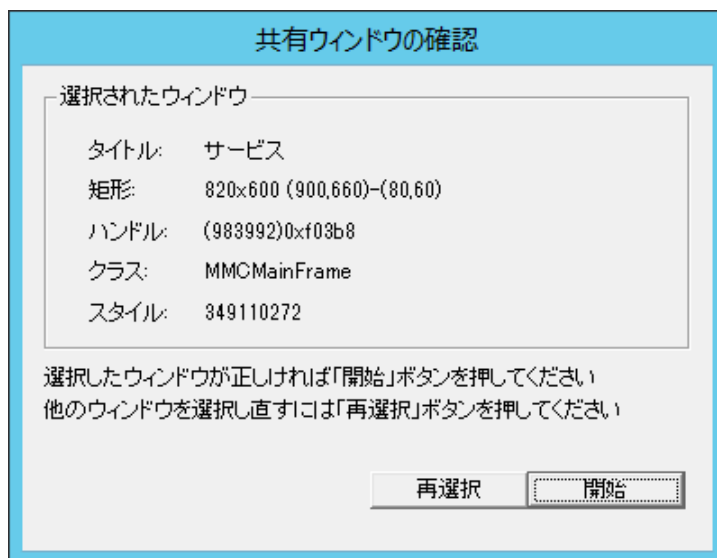 共有ウィンドウの確認
選択されたウィンドウ
タイトル: サービス
矩形: 820x600 (900,660)-(80,60)
ハンドル: (983992)0xf03b8
クラス: MMCMainFrame
スタイル: 349110272
選択したウィンドウが正しければ「開始」ボタンを押してください
他のウィンドウを選択し直すには「再選択」ボタンを押してください
再選択 開始